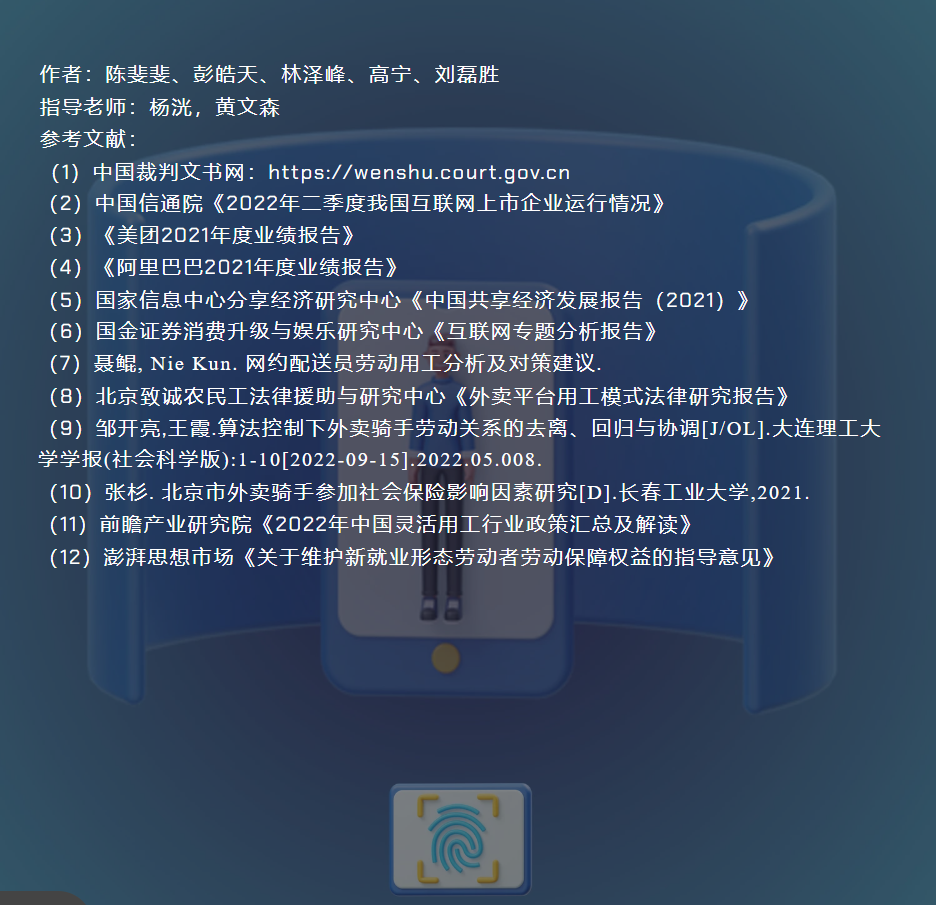 作者：陈斐斐、彭皓天、林泽峰、高宁、刘磊胜
指导老师：杨洸，黄文森
参考文献：
（1）中国裁判文书网：https://wenshu.court.gov.cn
（2）中国信通院《2022年二季度我国互联网上市企业运行情况》
（3）《美团2021年度业绩报告》
（4）《阿里巴巴2021年度业绩报告》
（5）国家信息中心分享经济研究中心《中国共享经济发展报告（2021）》
（6）国金证券消费升级与娱乐研究中心《互联网专题分析报告》
（7）聂鲲, Nie Kun. 网约配送员劳动用工分析及对策建议.
（8）北京致诚农民工法律援助与研究中心《外卖平台用工模式法律研究报告》
（9）邹开亮,王霞.算法控制下外卖骑手劳动关系的去离、回归与协调[J/OL].大连理工大
学学报(社会科学版):1-10[2022-09-15].2022.05.008.
（10）张杉. 北京市外卖骑手参加社会保险影响因素研究[D].长春工业大学,2021.
（11）前瞻产业研究院《2022年中国灵活用工行业政策汇总及解读》
（12）澎湃思想市场《关于维护新就业形态劳动者劳动保障权益的指导意见》